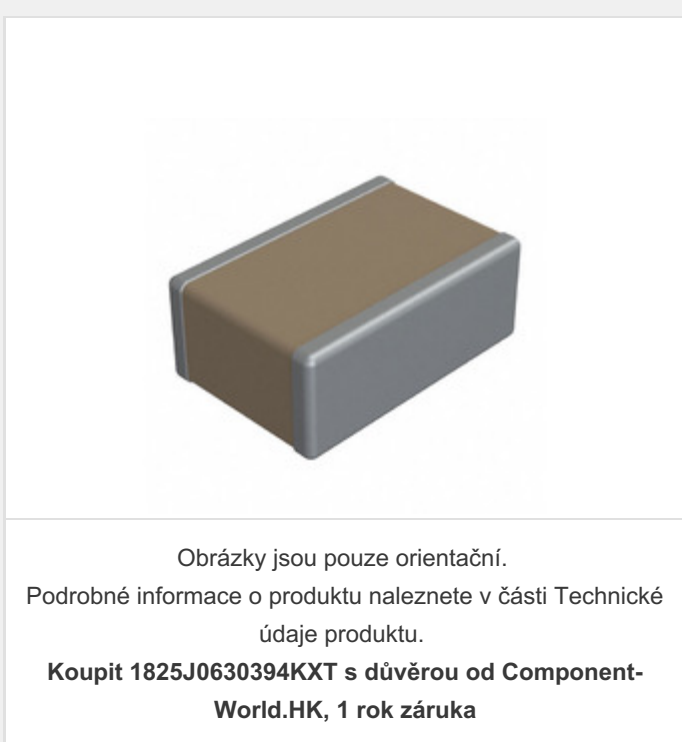 Obrázky jsou pouze orientační.
Podrobné informace o produktu naleznete v části Technické
údaje produktu.
Koupit 1825J0630394KXT s důvěrou od Component-
World.HK, 1 rok záruka